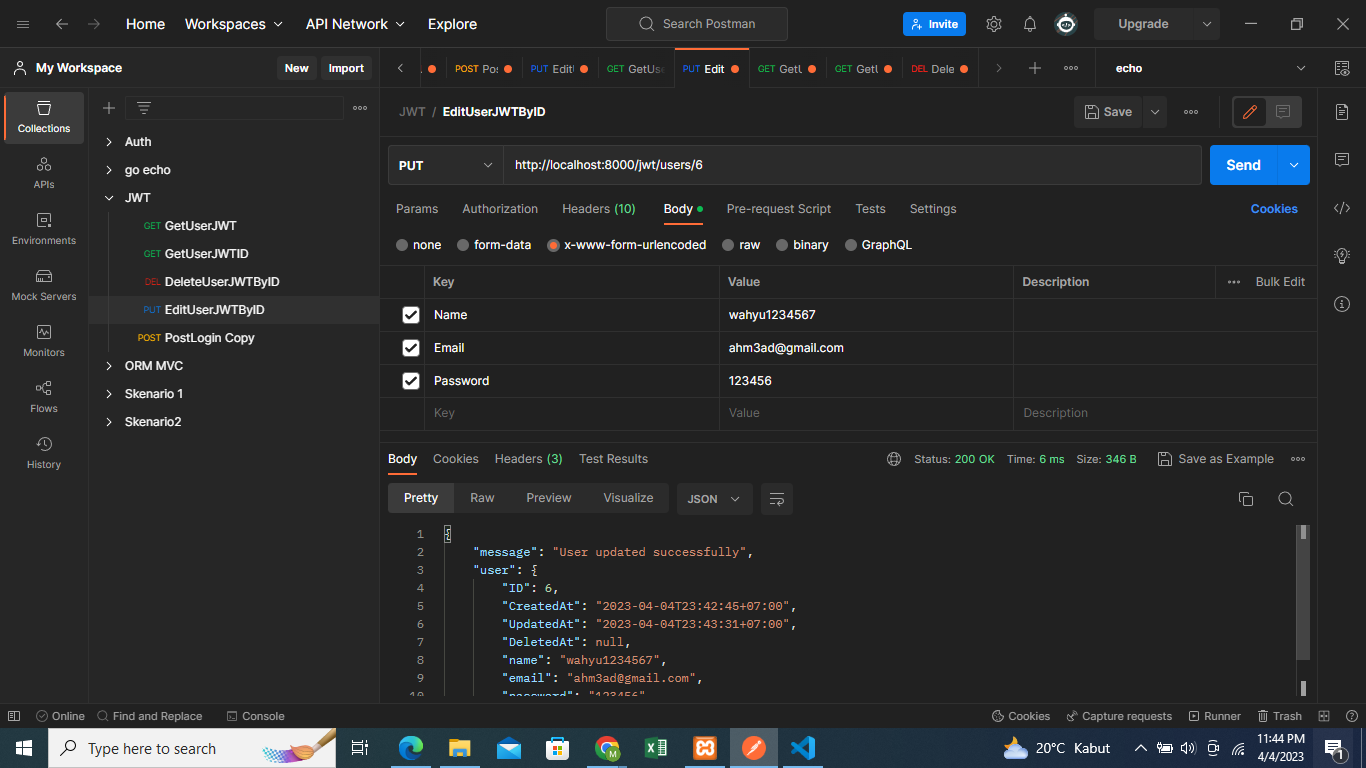 Home Workspaces API Network Explore Search Postman Invite Upgrade
My Workspace New Import POST Po: PUT Edit GET GetUse PUT Edit GET GetU GET GetU DEL Dele echo
Collections
APIs
Environments
Mock Servers
Monitors
Flows
History
Auth
go echo
JWT
GET GetUserJWT
GET GetUserJWTID
DEL DeleteUserJWTByID
PUT EditUserJWTByID
POST PostLogin Copy
ORM MVC
Skenario 1
Skenario2
JWT / EditUserJWTByID Save
PUT http://localhost:8000/jwt/users/6 Send
Params Authorization Headers (10) Body Pre-request Script Tests Settings Cookies
none form-data x-www-form-urlencoded raw binary GraphQL
Key Value Description Bulk Edit
Name wahyu1234567
Email ahm3ad@gmail.com
Password 123456
Key Value Description
Body Cookies Headers (3) Test Results Status: 200 OK Time: 6 ms Size: 346 B Save as Example
Pretty Raw Preview Visualize JSON
1 {
2 "message": "User updated successfully",
3 "user": {
4 "ID": 6,
5 "CreatedAt": "2023-04-04T23:42:45+07:00",
6 "UpdatedAt": "2023-04-04T23:43:31+07:00",
7 "DeletedAt": null,
8 "name": "wahyu1234567",
9 "email": "ahm3ad@gmail.com",
10 "password": "123456"
Online Find and Replace Console Cookies Capture requests Runner Trash
Type here to search 20°C Kabut 11:44 PM
4/4/2023
1